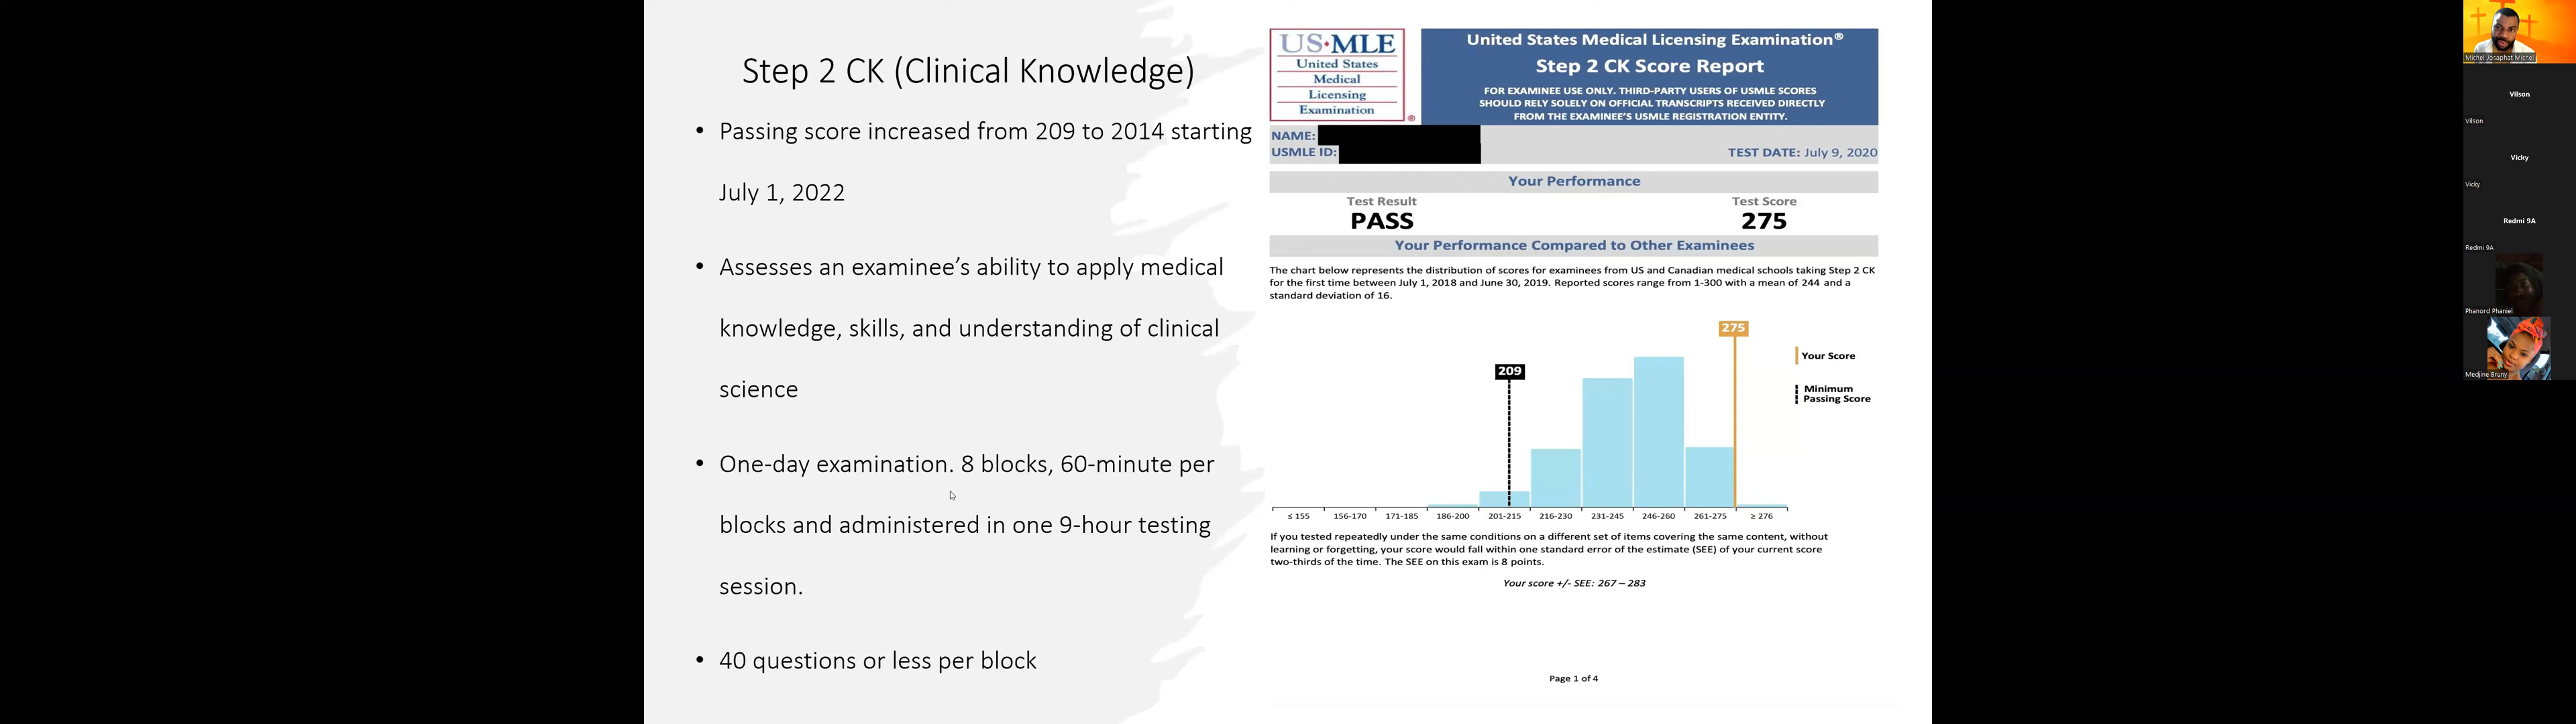 Step 2 CK (Clinical Knowledge)
• Passing score increased from 209 to 2014 starting
July 1, 2022
• Assesses an examinee’s ability to apply medical
knowledge, skills, and understanding of clinical
science
• One-day examination. 8 blocks, 60-minute per
blocks and administered in one 9-hour testing
session.
• 40 questions or less per block
US•MLE
United States
Medical
Licensing
Examination
®
United States Medical Licensing Examination®
Step 2 CK Score Report
FOR EXAMINEE USE ONLY. THIRD-PARTY USERS OF USMLE SCORES
SHOULD RELY SOLELY ON OFFICIAL TRANSCRIPTS RECEIVED DIRECTLY
FROM THE EXAMINEE’S USMLE REGISTRATION ENTITY.
NAME:
USMLE ID:
TEST DATE: July 9, 2020
Your Performance
Test Result
PASS
Test Score
275
Your Performance Compared to Other Examinees
The chart below represents the distribution of scores for examinees from US and Canadian medical schools taking Step 2 CK
for the first time between July 1, 2018 and June 30, 2019. Reported scores range from 1-300 with a mean of 244 and a
standard deviation of 16.
275
209
Your Score
Minimum
Passing Score
≤ 155 156-170 171-185 186-200 201-215 216-230 231-245 246-260 261-275 ≥ 276
If you tested repeatedly under the same conditions on a different set of items covering the same content, without
learning or forgetting, your score would fall within one standard error of the estimate (SEE) of your current score
two-thirds of the time. The SEE on this exam is 8 points.
Your score +/- SEE: 267 – 283
Page 1 of 4
Michel Josaphat Michel
Vilson
Vilson
Vicky
Vicky
Redmi 9A
Redmi 9A
Phanord Phaniel
Medjine Bruny